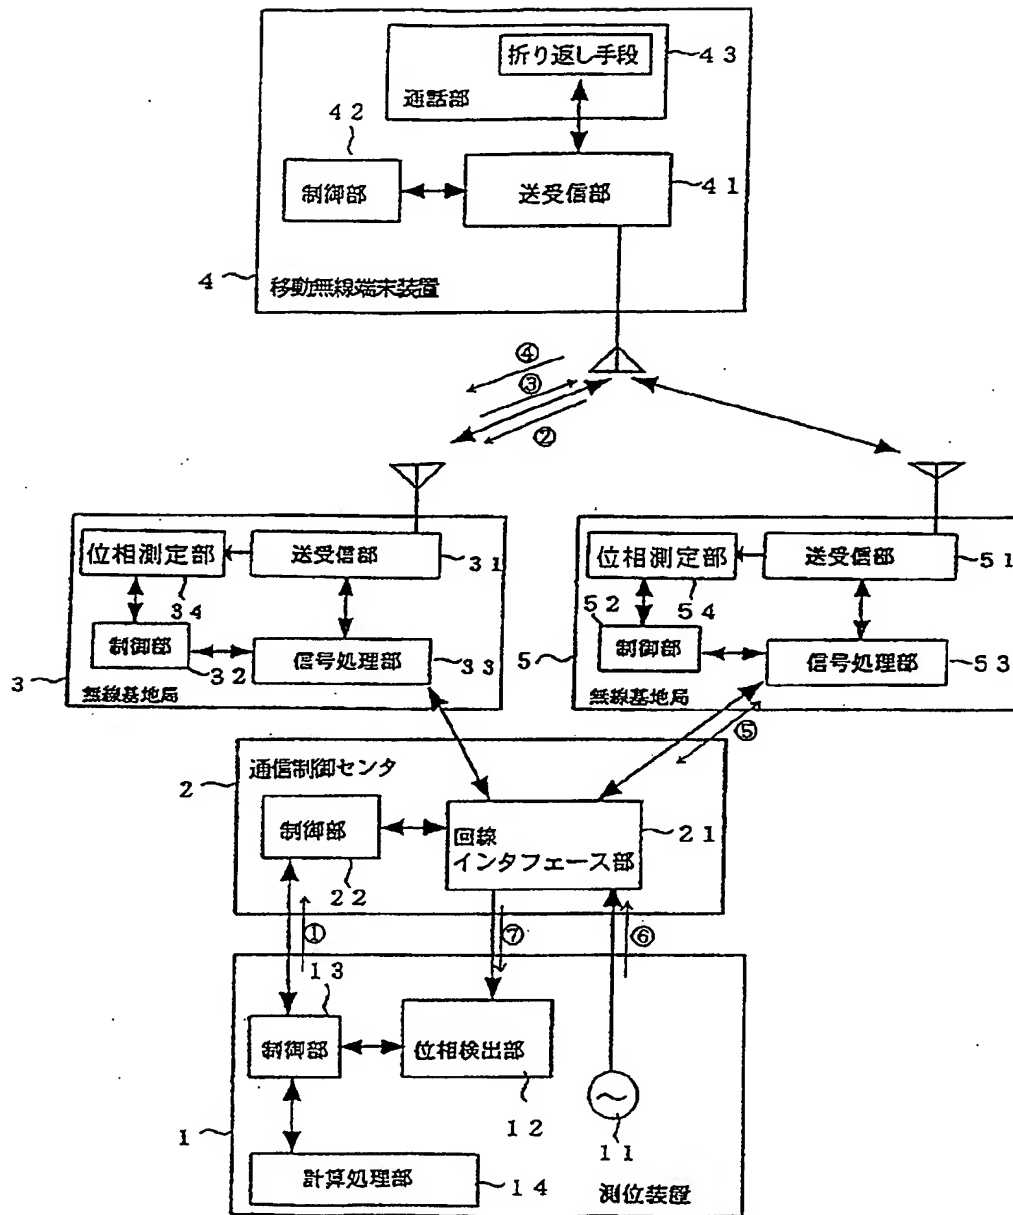 折り返し手段
43
通話部
42
制御部
送受信部
41
4
移動無線端末装置
④
③
②
位相測定部
送受信部
31
34
制御部
32
信号処理部
33
3
無線基地局
位相測定部
送受信部
51
52
54
制御部
信号処理部
53
5
無線基地局
⑤
通信制御センタ
2
制御部
22
回線
インタフェース部
21
①
⑦
⑥
13
制御部
位相検出部
12
11
1
計算処理部
14
測位装置